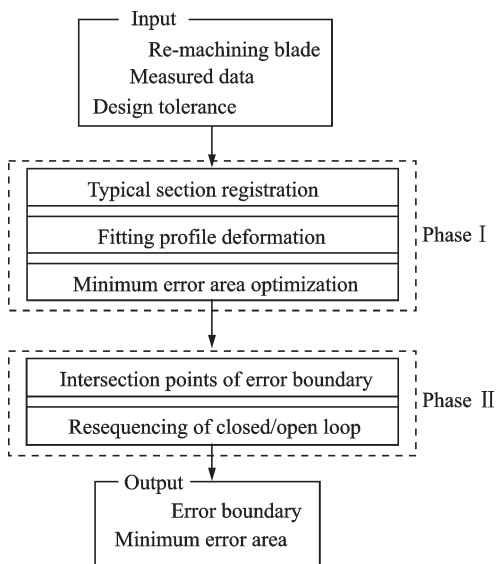 Input
Re-machining blade
Measured data
Design tolerance
Typical section registration
Fitting profile deformation
Minimum error area optimization
Phase Ⅰ
Intersection points of error boundary
Resequencing of closed/open loop
Phase Ⅱ
Output
Error boundary
Minimum error area